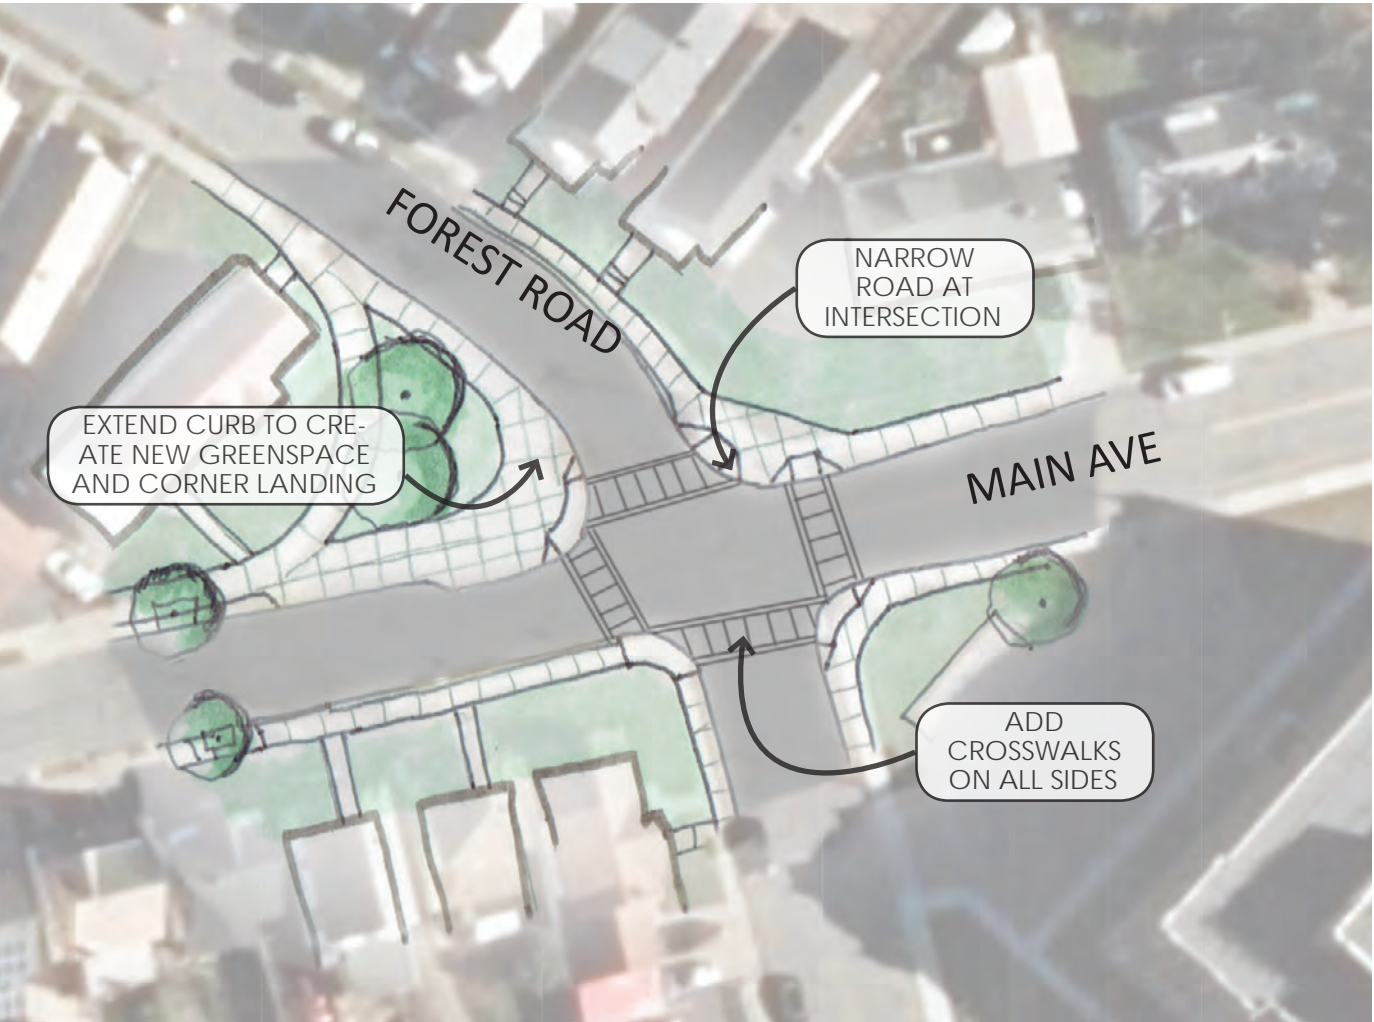 FOREST ROAD
NARROW
ROAD AT
INTERSECTION
EXTEND CURB TO CRE-
ATE NEW GREENSPACE
AND CORNER LANDING
MAIN AVE
ADD
CROSSWALKS
ON ALL SIDES